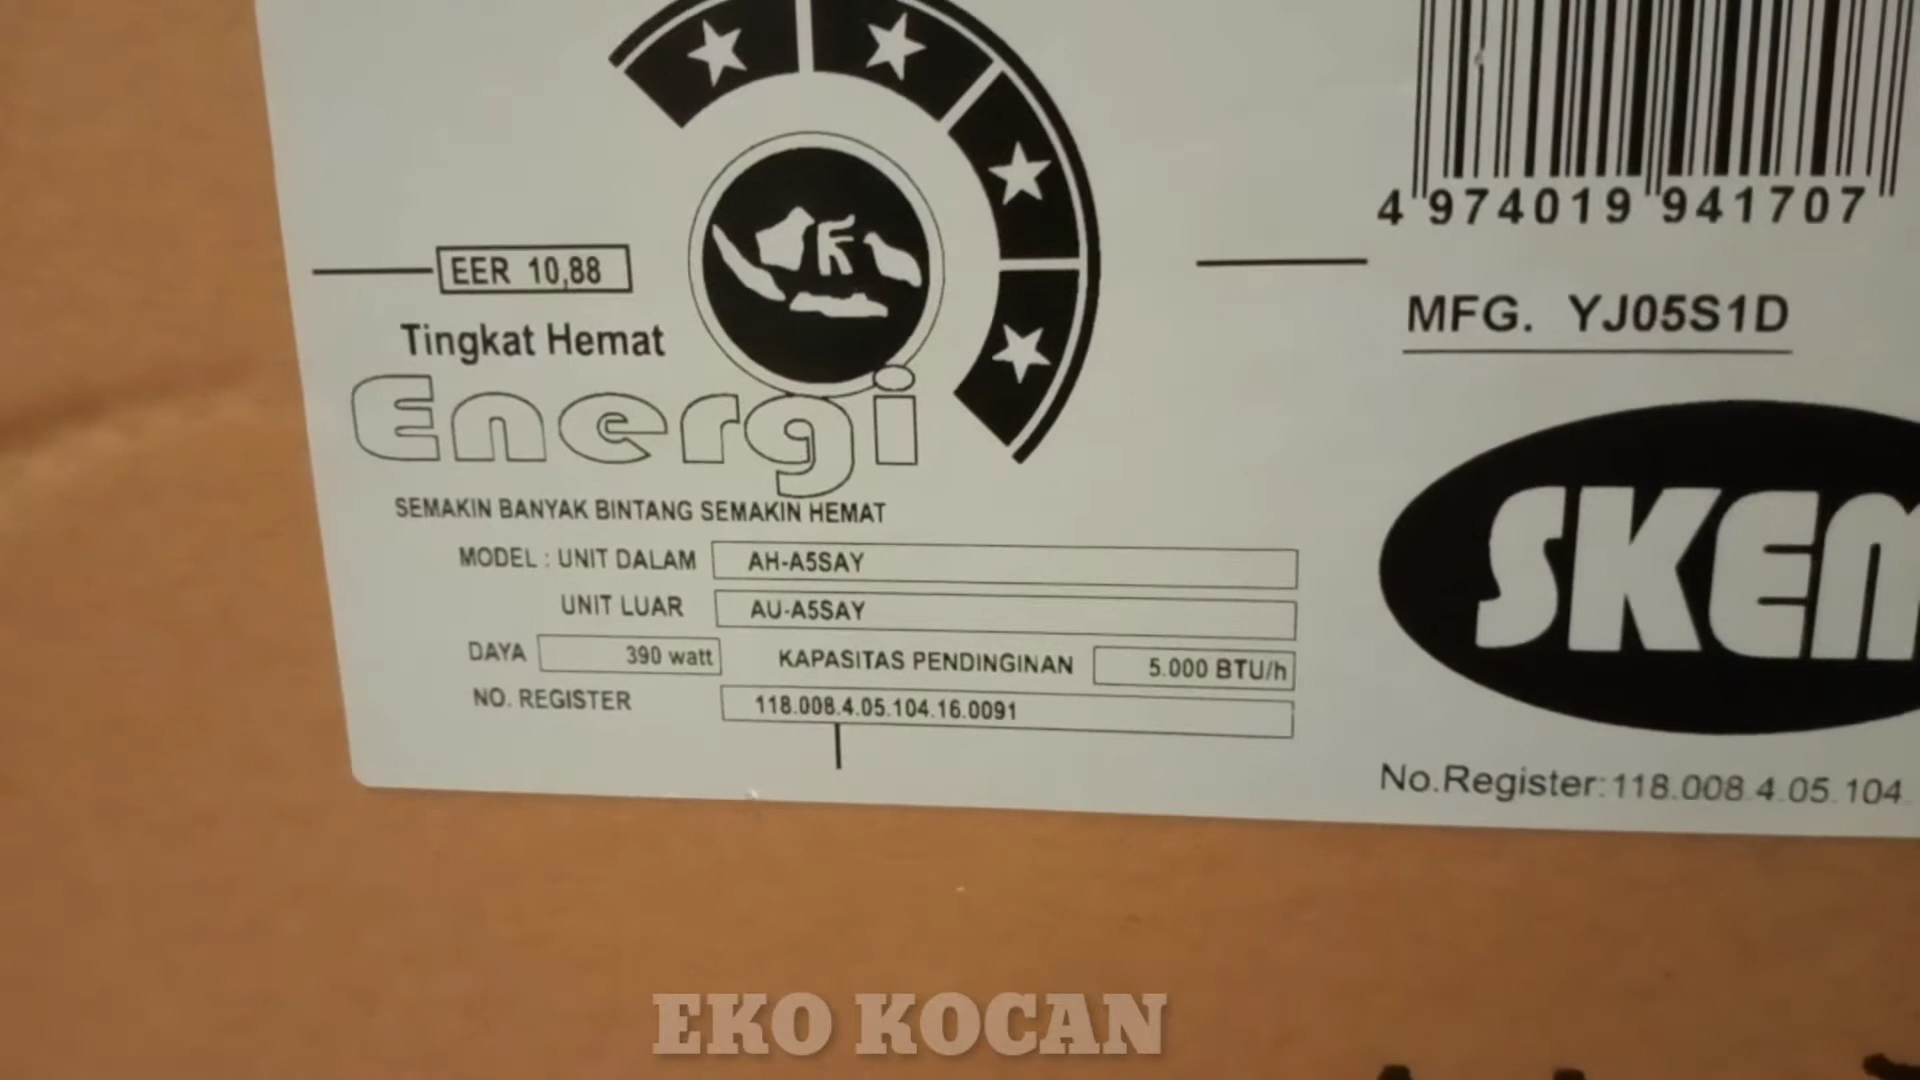 4 974019 941707
EER 10,88
MFG. YJ05S1D
Tingkat Hemat
Energi
SEMAKIN BANYAK BINTANG SEMAKIN HEMAT
MODEL : UNIT DALAM AH-A5SAY
UNIT LUAR AU-A5SAY
DAYA 390 watt KAPASITAS PENDINGINAN 5.000 BTU/h
NO. REGISTER 118.008.4.05.104.16.0091
No.Register:118.008.4.05.104.
EKO KOCAN